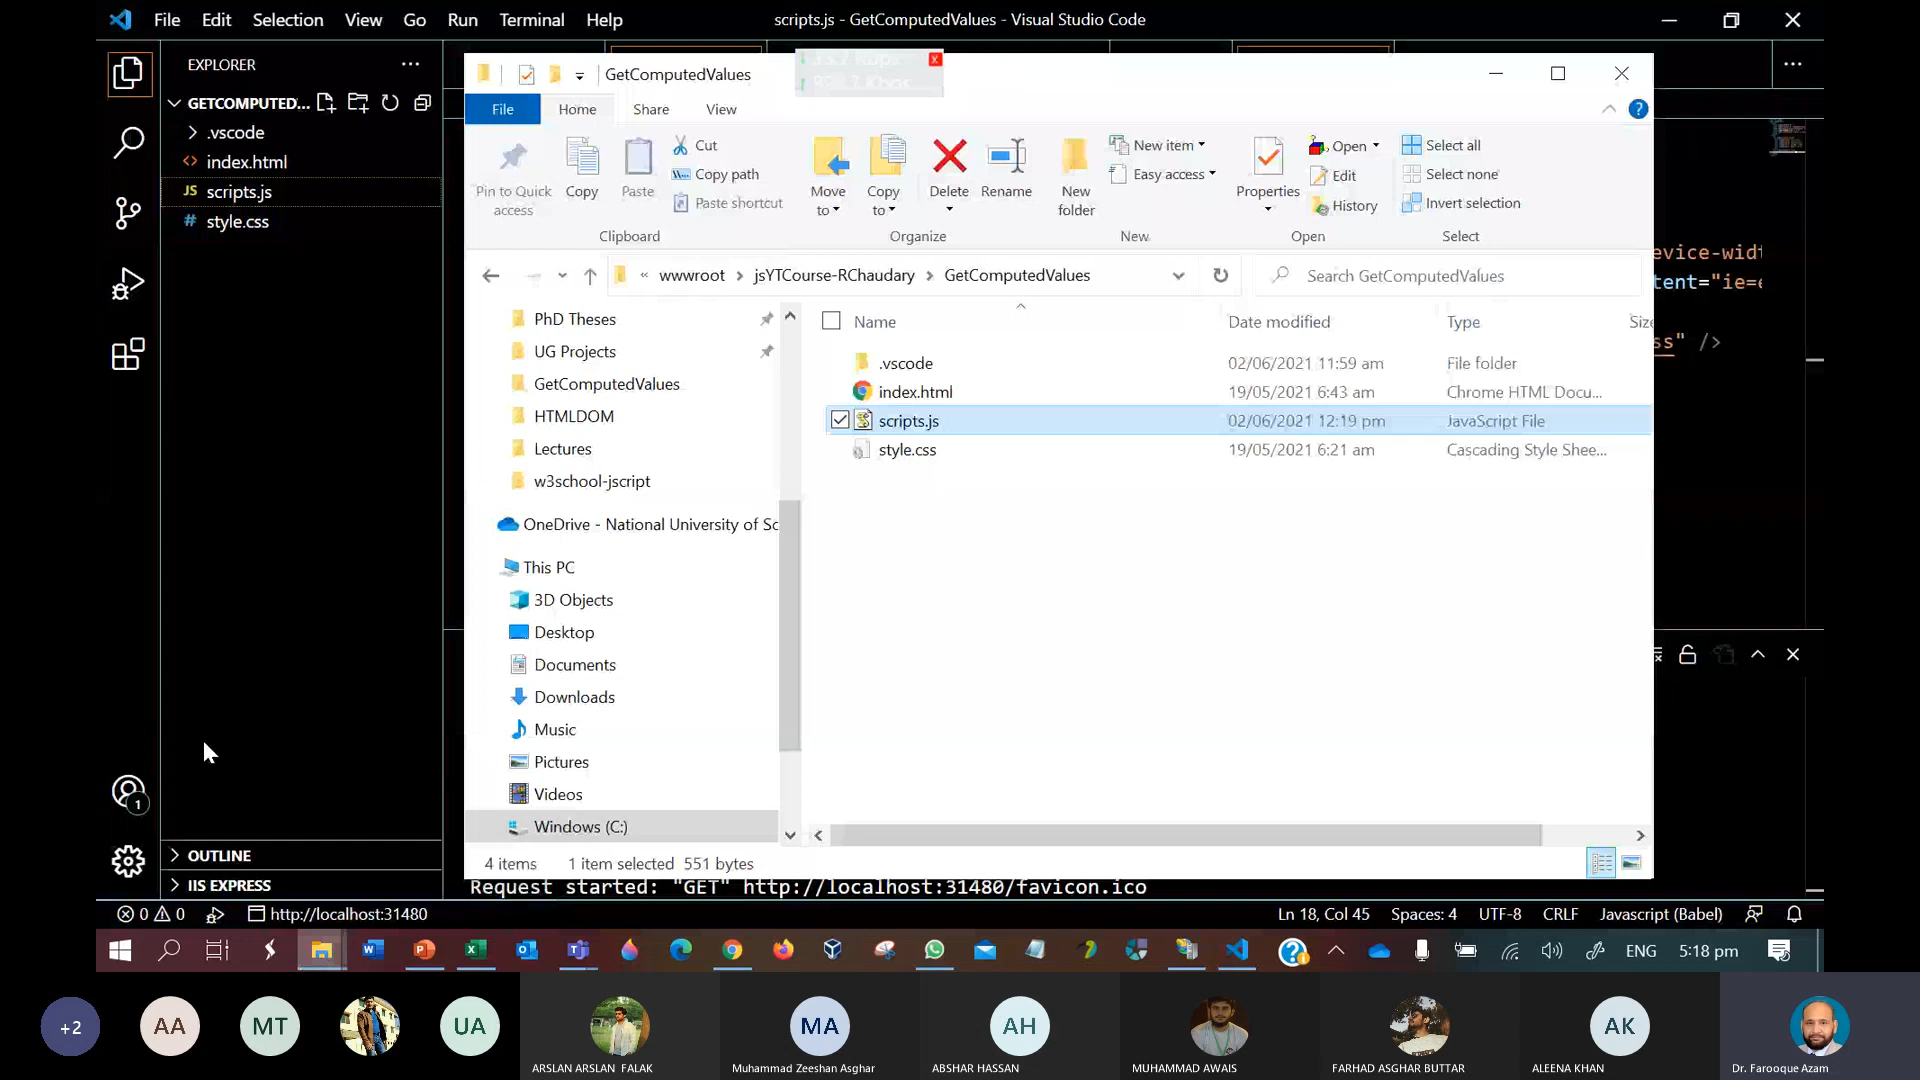 File Edit Selection View Go Run Terminal Help
scripts.js - GetComputedValues - Visual Studio Code
EXPLORER
GETCOMPUTED...
.vscode
index.html
JS scripts.js
# style.css
OUTLINE
IIS EXPRESS
GetComputedValues
File Home Share View
Pin to Quick access
Copy
Paste
Cut
Copy path
Paste shortcut
Clipboard
Move to
Copy to
Delete
Rename
Organize
New folder
New item
Easy access
New
Properties
Open
Edit
History
Open
Select all
Select none
Invert selection
Select
« wwwroot > jsYTCourse-RChaudary > GetComputedValues
Search GetComputedValues
PhD Theses
UG Projects
GetComputedValues
HTMLDOM
Lectures
w3school-jscript
OneDrive - National University of Sc
This PC
3D Objects
Desktop
Documents
Downloads
Music
Pictures
Videos
Windows (C:)
Name Date modified Type Size
.vscode 02/06/2021 11:59 am File folder
index.html 19/05/2021 6:43 am Chrome HTML Docu...
scripts.js 02/06/2021 12:19 pm JavaScript File
style.css 19/05/2021 6:21 am Cascading Style Shee...
4 items 1 item selected 551 bytes
evice-widt
tent="ie=e
ss" />
Request started: "GET" http://localhost:31480/favicon.ico
1
0 0 http://localhost:31480 Ln 18, Col 45 Spaces: 4 UTF-8 CRLF Javascript (Babel)
ENG 5:18 pm
+2 AA MT UA MA AH AK
ARSLAN ARSLAN FALAK Muhammad Zeeshan Asghar ABSHAR HASSAN MUHAMMAD AWAIS FARHAD ASGHAR BUTTAR ALEENA KHAN Dr. Farooque Azam